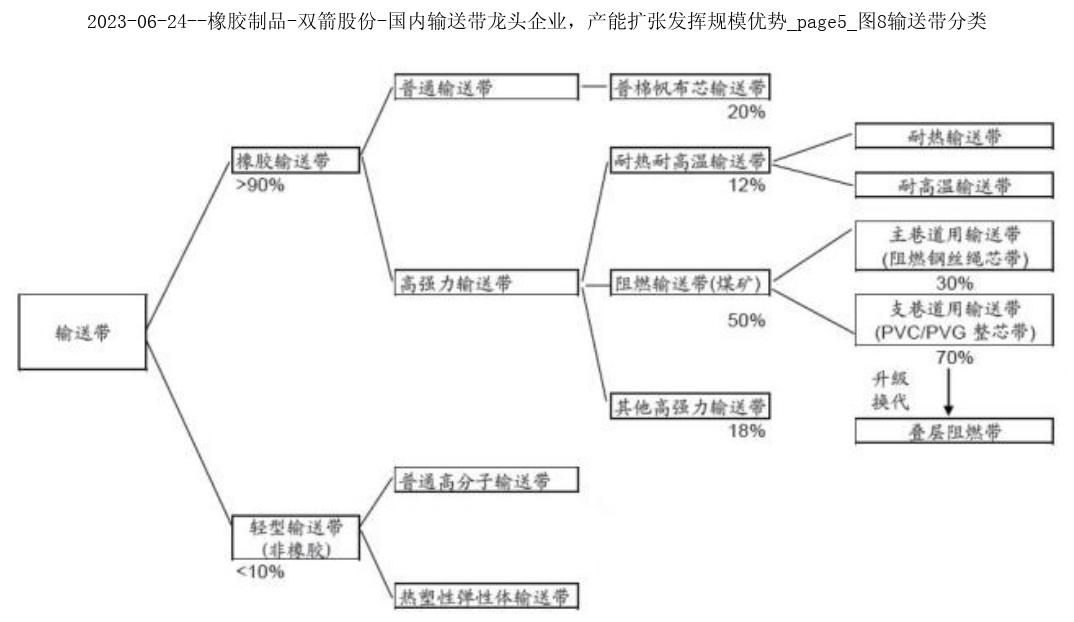 2023-06-24--橡胶制品-双箭股份-国内输送带龙头企业，产能扩张发挥规模优势_page5_图8输送带分类
普通输送带
普棉帆布芯输送带
20%
耐热输送带
橡胶输送带
>90%
耐热耐高温输送带
12%
耐高温输送带
主巷道用输送带
(阻燃钢丝绳芯带)
30%
高强力输送带
阻燃输送带(煤矿)
50%
支巷道用输送带
(PVC/PVG 整芯带)
70%
输送带
升级
换代
其他高强力输送带
18%
叠层阻燃带
普通高分子输送带
轻型输送带
(非橡胶)
<10%
热塑性弹性体输送带